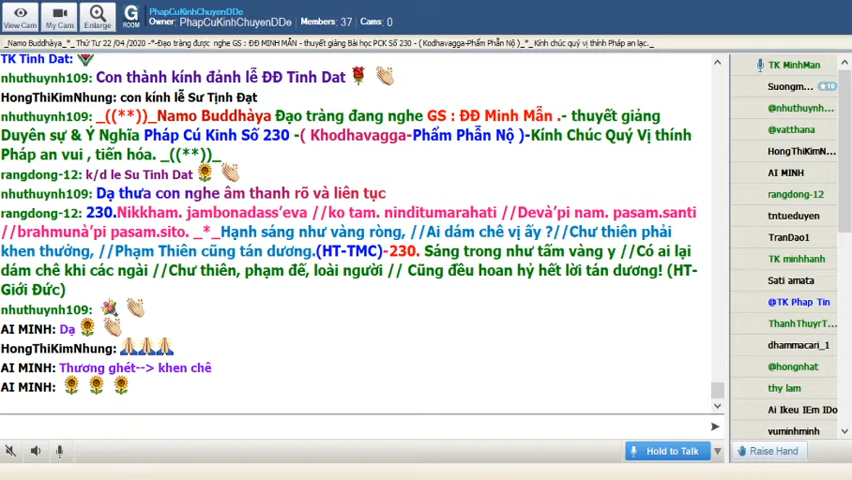 View Cam
My Cam
Enlarge
G
ROOM
PhapCuKinhChuyenDDe
Owner: PhapCuKinhChuyenDDe
Members: 37
Cams: 0
_Namo Buddhàya_*_ Thứ Tư 22 /04 /2020 -*-Đạo tràng được nghe GS : ĐĐ MINH MẪN - thuyết giảng Bài học PCK Số 230 - ( Kodhavagga-Phẩm Phẫn Nộ )_*_ Kính chúc quý vị thính Pháp an lạc._
TK Tinh Dat:
nhuthuynh109: Con thành kính đảnh lễ ĐĐ Tinh Dat
HongThiKimNhung: con kính lễ Sư Tịnh Đạt
nhuthuynh109: _((**))_Namo Buddhàya Đạo tràng đang nghe GS : ĐĐ Minh Mẫn .- thuyết giảng
Duyên sự & Ý Nghĩa Pháp Cú Kinh Số 230 -( Khodhavagga-Phẩm Phẫn Nộ )-Kính Chúc Quý Vị thính
Pháp an vui , tiến hóa. _((**))_
rangdong-12: k/d le Su Tinh Dat
nhuthuynh109: Dạ thưa con nghe âm thanh rõ và liên tục
rangdong-12: 230.Nikkham. jambonadass'eva //ko tam. ninditumarahati //Devà'pi nam. pasam.santi
//brahmunà'pi pasam.sito. _*_Hạnh sáng như vàng ròng, //Ai dám chê vị ấy ?//Chư thiên phải
khen thưởng, //Phạm Thiên cũng tán dương.(HT-TMC)-230. Sáng trong như tấm vàng y //Có ai lại
dám chê khi các ngài //Chư thiên, phạm đế, loài người // Cũng đều hoan hỷ hết lời tán dương! (HT-
Giới Đức)
nhuthuynh109:
AI MINH: Dạ
HongThiKimNhung:
AI MINH: Thương ghét--> khen chê
AI MINH:
TK MinhMan
Suongm...
+10
@nhuthuynh...
@vatthana
HongThiKimN...
AI MINH
rangdong-12
tntueduyen
TranDao1
TK minhhanh
Sati amata
@TK Phap Tin
ThanhThuyrT...
dhammacari_1
@hongnhat
thy lam
Ai Ikeu IEm IDo
vuminhminh
Hold to Talk
Raise Hand